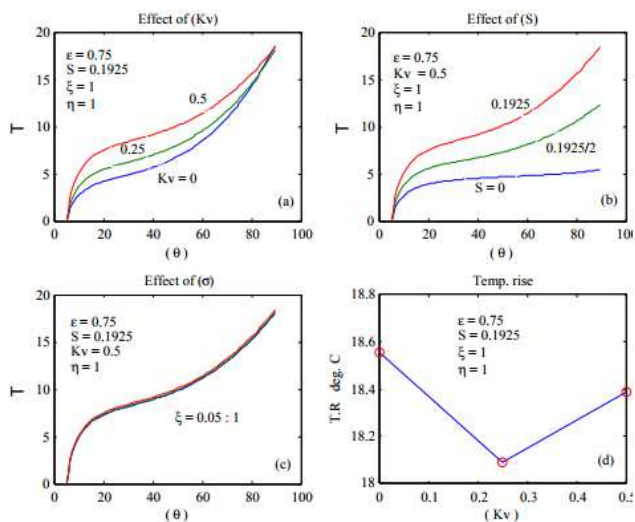 Effect of (Kv)
20
15
10
5
0
T
ε = 0.75
S = 0.1925
ξ = 1
η = 1
0.5
0.25
Kv = 0
(a)
0 20 40 60 80 100
( θ )
Effect of (S)
20
15
10
5
0
T
ε = 0.75
Kv = 0.5
ξ = 1
η = 1
0.1925
0.1925/2
S = 0
(b)
0 20 40 60 80 100
( θ )
Effect of (σ)
20
15
10
5
0
T
ε = 0.75
S = 0.1925
Kv = 0.5
η = 1
ξ = 0.05 : 1
(c)
0 20 40 60 80 100
( θ )
Temp. rise
18.8
18.6
18.4
18.2
18
T.R deg. C
ε = 0.75
S = 0.1925
ξ = 1
η = 1
(d)
0 0.1 0.2 0.3 0.4 0.5
( Kv )